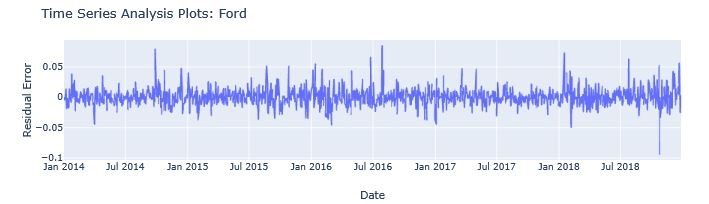 Time Series Analysis Plots: Ford
Residual Error
0.05
0
−0.05
−0.1
Jan 2014 Jul 2014 Jan 2015 Jul 2015 Jan 2016 Jul 2016 Jan 2017 Jul 2017 Jan 2018 Jul 2018
Date